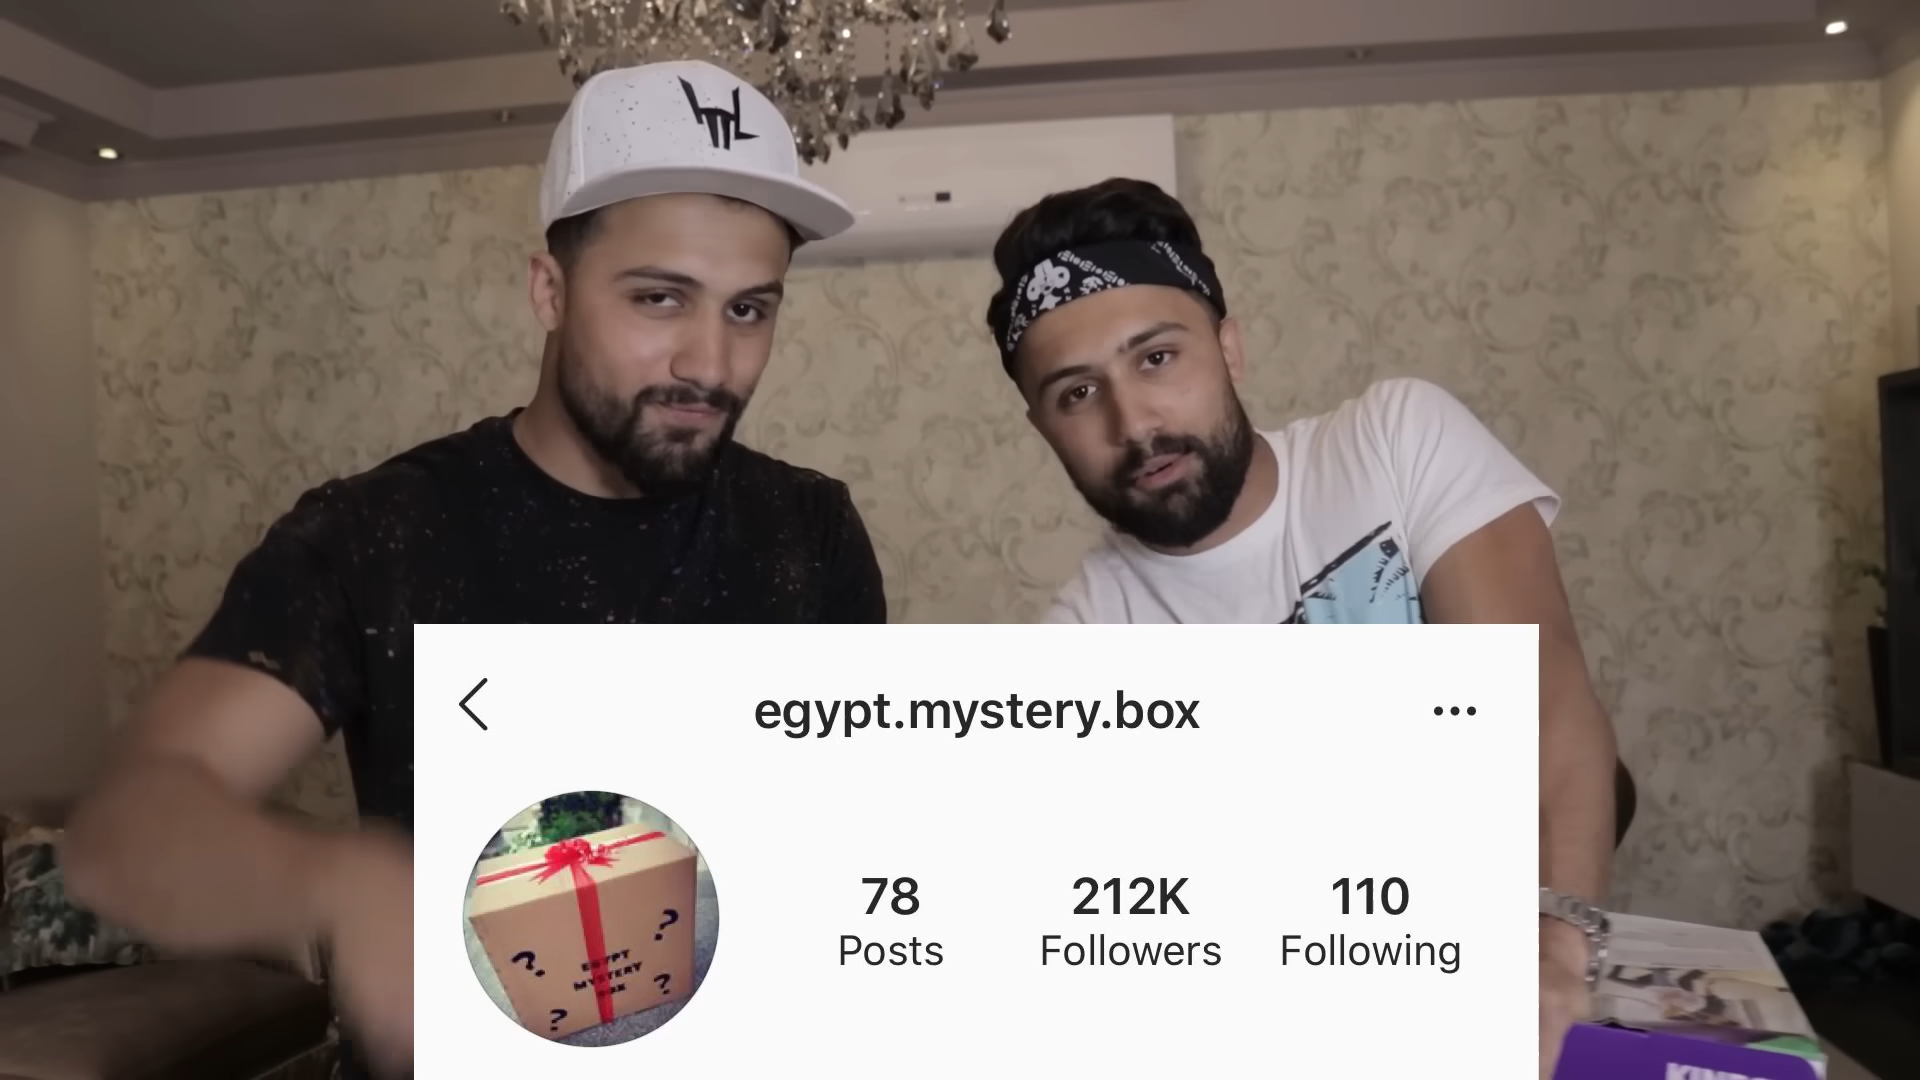 egypt.mystery.box
78
212K
110
Posts
Followers
Following
EGYPT
MYSTERY
BOX